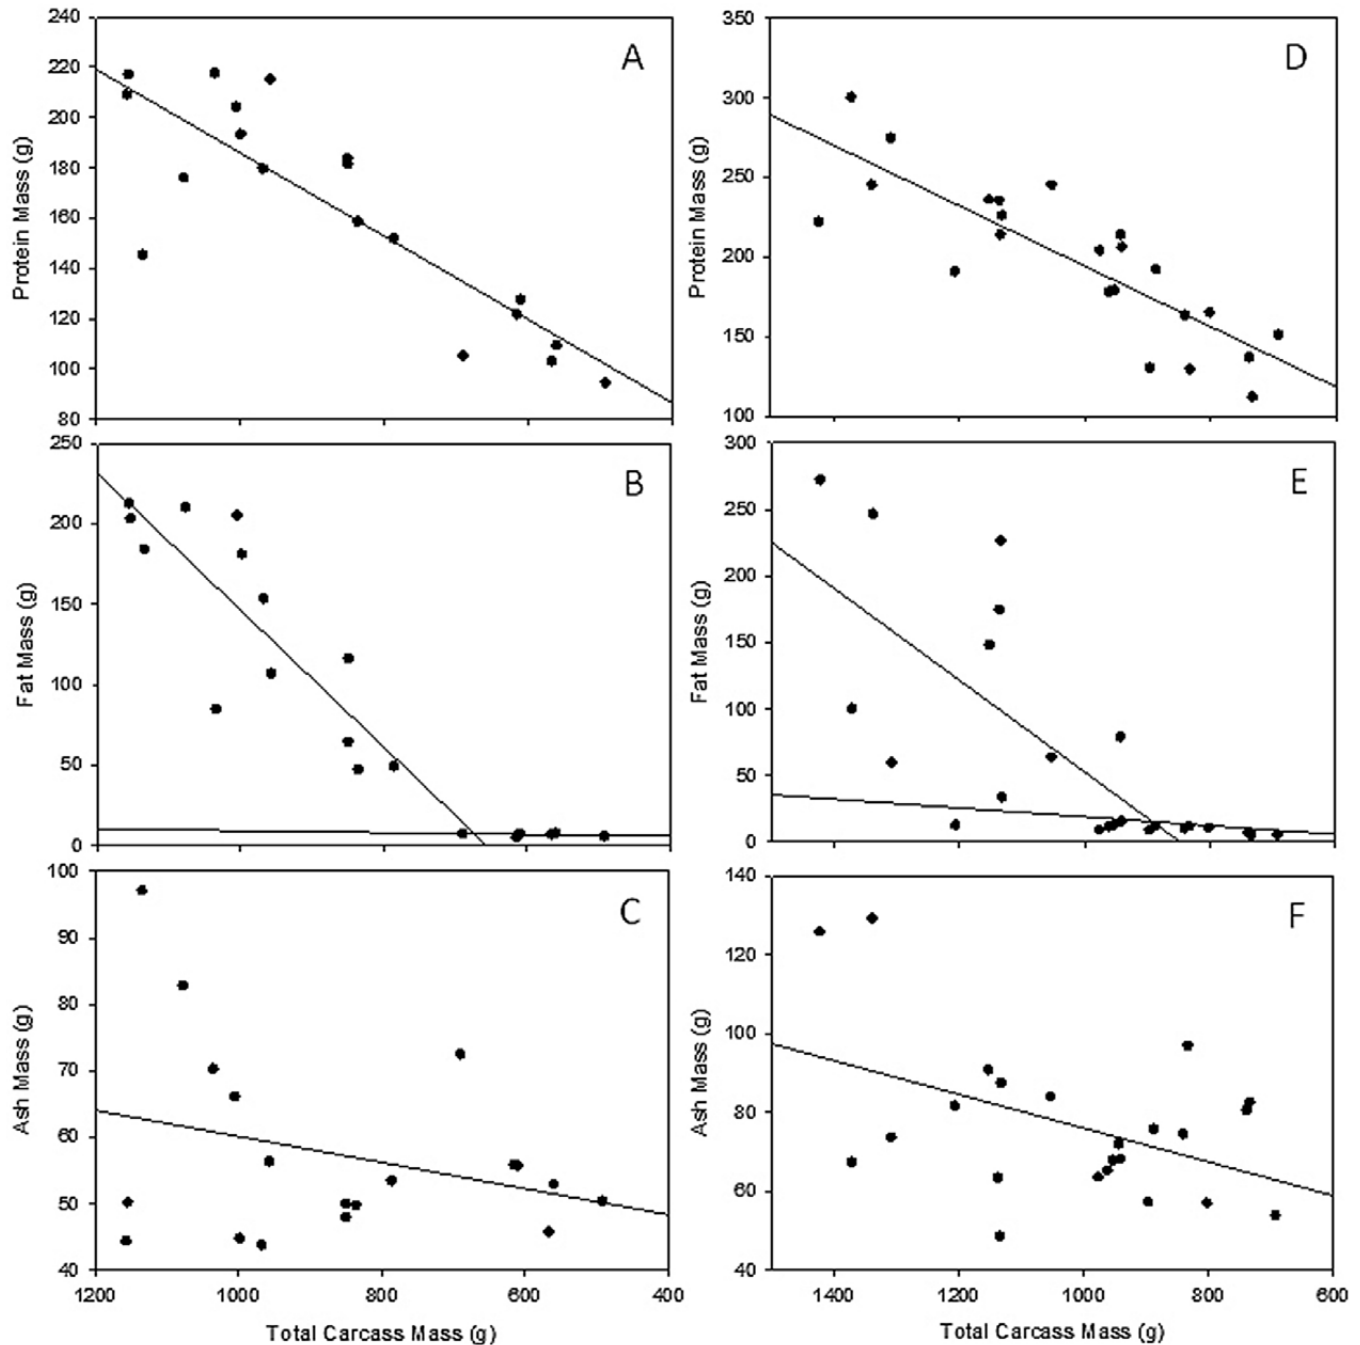 A
Protein Mass (g)
240
220
200
180
160
140
120
100
80
D
Protein Mass (g)
350
300
250
200
150
100
B
Fat Mass (g)
250
200
150
100
50
0
E
Fat Mass (g)
300
250
200
150
100
50
0
C
Ash Mass (g)
100
90
80
70
60
50
40
1200 1000 800 600 400
Total Carcass Mass (g)
F
Ash Mass (g)
140
120
100
80
60
40
1400 1200 1000 800 600
Total Carcass Mass (g)